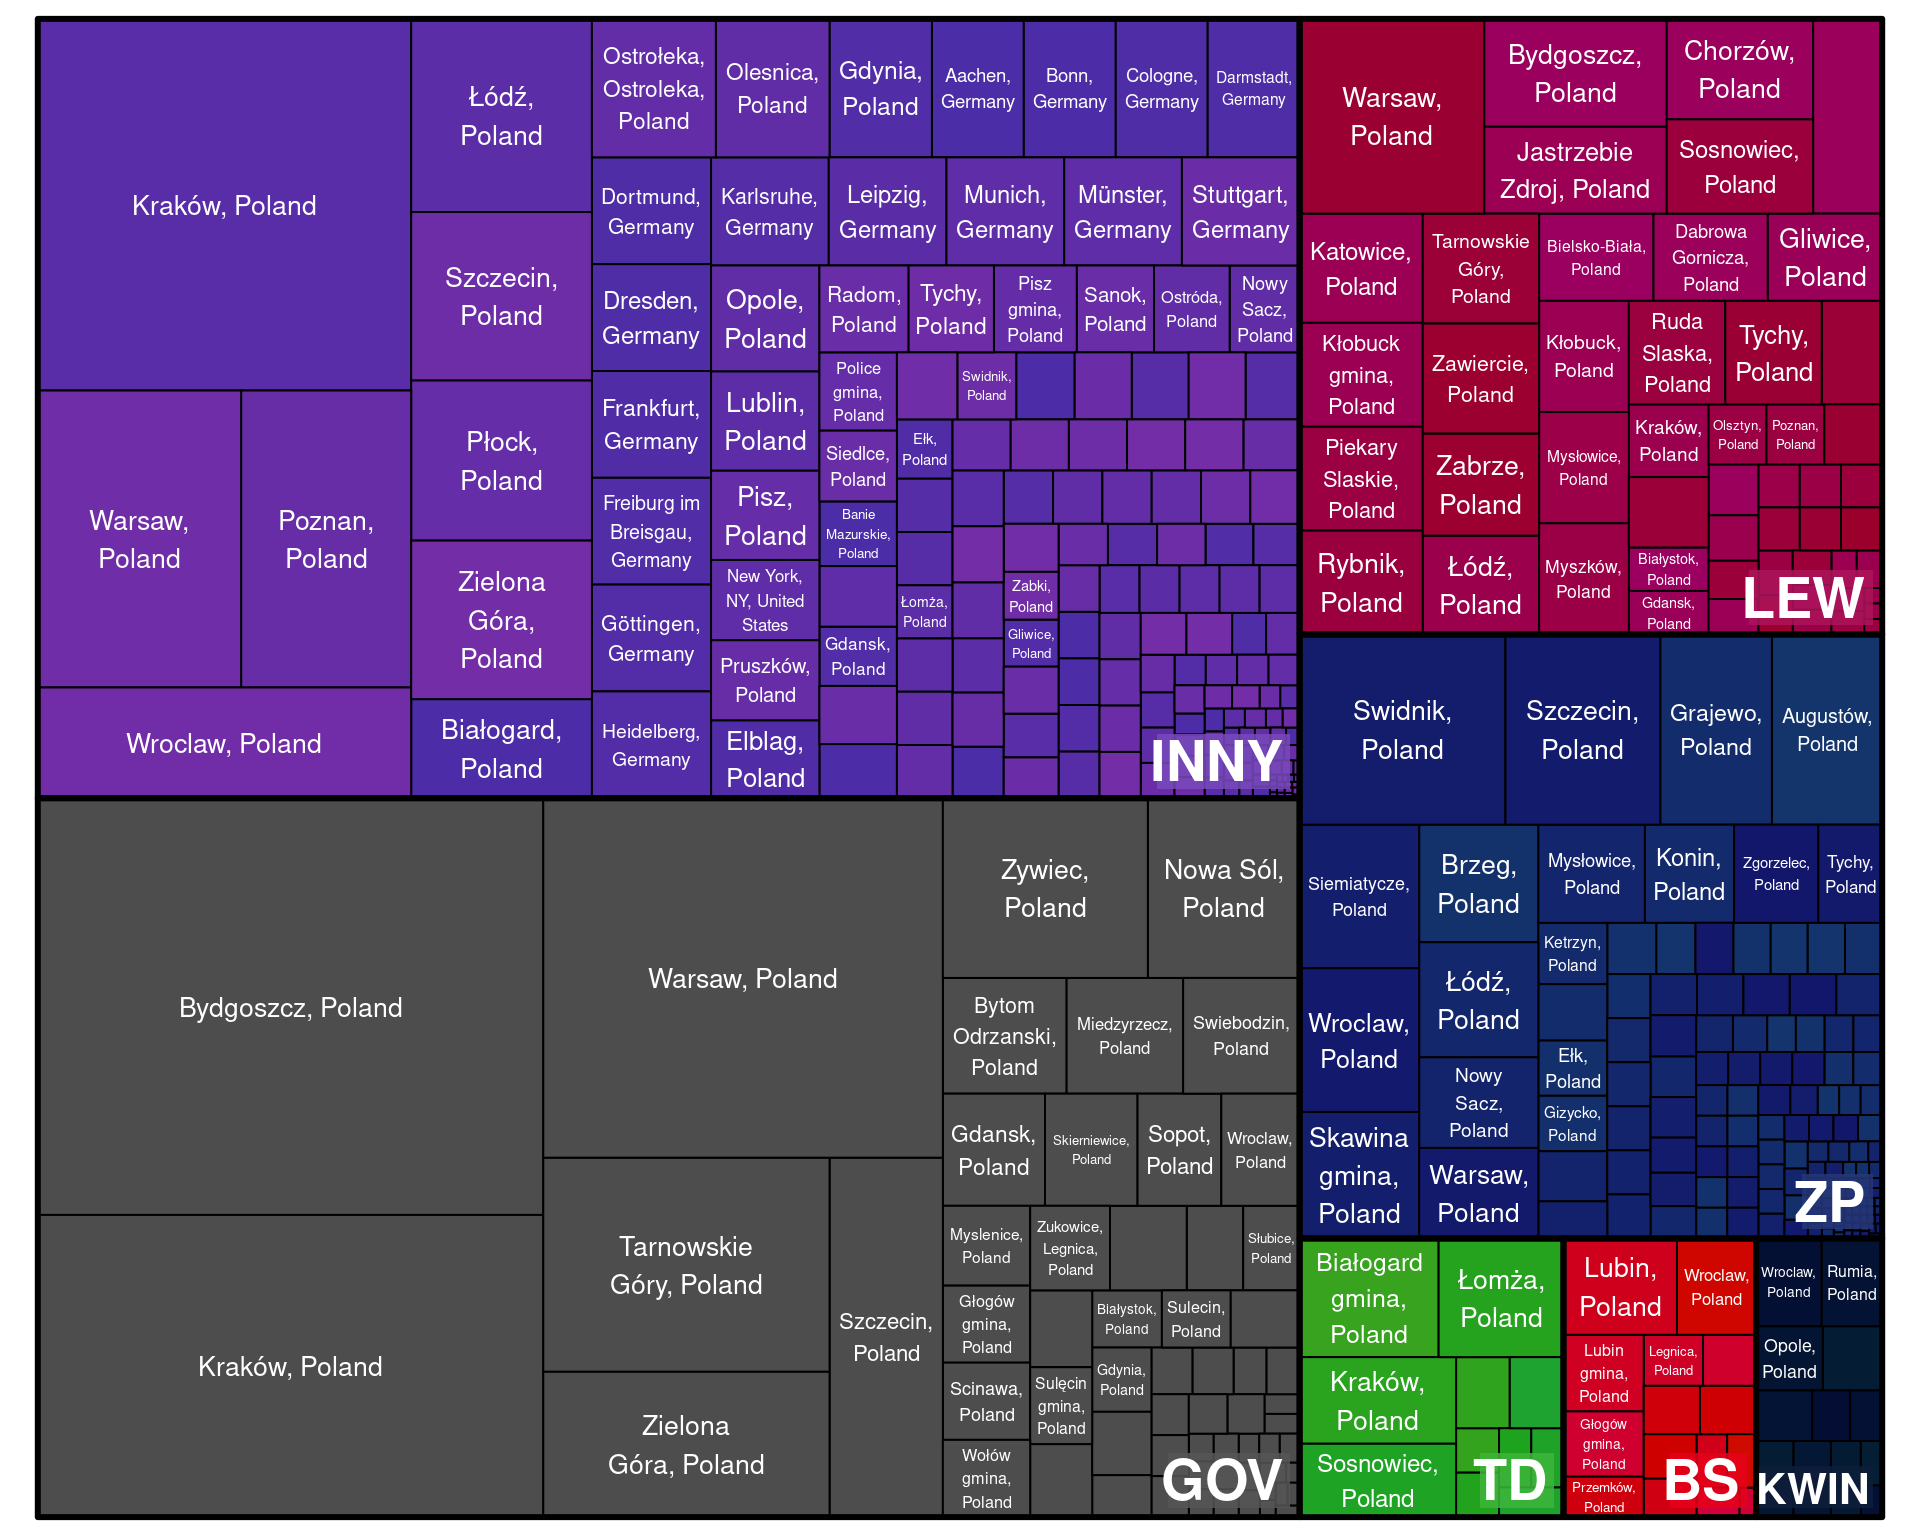 Kraków, Poland
Warsaw,
Poland
Poznan,
Poland
Wroclaw, Poland
Łódź,
Poland
Szczecin,
Poland
Płock,
Poland
Zielona
Góra,
Poland
Białogard,
Poland
Ostrołeka,
Ostroleka,
Poland
Olesnica,
Poland
Gdynia,
Poland
Aachen,
Germany
Bonn,
Germany
Cologne,
Germany
Darmstadt,
Germany
Dortmund,
Germany
Karlsruhe,
Germany
Leipzig,
Germany
Munich,
Germany
Münster,
Germany
Stuttgart,
Germany
Dresden,
Germany
Frankfurt,
Germany
Freiburg im
Breisgau,
Germany
Göttingen,
Germany
Heidelberg,
Germany
Opole,
Poland
Lublin,
Poland
Pisz,
Poland
New York,
NY, United
States
Pruszków,
Poland
Elblag,
Poland
Radom,
Poland
Tychy,
Poland
Pisz
gmina,
Poland
Sanok,
Poland
Ostróda,
Poland
Nowy
Sacz,
Poland
Police
gmina,
Poland
Siedlce,
Poland
Banie
Mazurskie,
Poland
Gdansk,
Poland
Swidnik,
Poland
Ełk,
Poland
Łomża,
Poland
Zabki,
Poland
Gliwice,
Poland
INNY
Warsaw,
Poland
Bydgoszcz,
Poland
Jastrzebie
Zdroj, Poland
Chorzów,
Poland
Sosnowiec,
Poland
Katowice,
Poland
Kłobuck
gmina,
Poland
Piekary
Slaskie,
Poland
Rybnik,
Poland
Tarnowskie
Góry,
Poland
Zawiercie,
Poland
Zabrze,
Poland
Łódź,
Poland
Bielsko-Biała,
Poland
Dabrowa
Gornicza,
Poland
Gliwice,
Poland
Kłobuck,
Poland
Mysłowice,
Poland
Myszków,
Poland
Ruda
Slaska,
Poland
Tychy,
Poland
Kraków,
Poland
Olsztyn,
Poland
Poznan,
Poland
Białystok,
Poland
Gdansk,
Poland
LEW
Swidnik,
Poland
Szczecin,
Poland
Grajewo,
Poland
Augustów,
Poland
Siemiatycze,
Poland
Wroclaw,
Poland
Skawina
gmina,
Poland
Brzeg,
Poland
Łódź,
Poland
Nowy
Sacz,
Poland
Warsaw,
Poland
Mysłowice,
Poland
Konin,
Poland
Zgorzelec,
Poland
Tychy,
Poland
Ketrzyn,
Poland
Ełk,
Poland
Gizycko,
Poland
ZP
Bydgoszcz, Poland
Kraków, Poland
Warsaw, Poland
Tarnowskie
Góry, Poland
Zielona
Góra, Poland
Szczecin,
Poland
Zywiec,
Poland
Nowa Sól,
Poland
Bytom
Odrzanski,
Poland
Miedzyrzecz,
Poland
Swiebodzin,
Poland
Gdansk,
Poland
Skierniewice,
Poland
Sopot,
Poland
Wroclaw,
Poland
Myslenice,
Poland
Głogów
gmina,
Poland
Scinawa,
Poland
Wołów
gmina,
Poland
Zukowice,
Legnica,
Poland
Słubice,
Poland
Sulęcin
gmina,
Poland
Białystok,
Poland
Sulecin,
Poland
Gdynia,
Poland
GOV
Białogard
gmina,
Poland
Łomża,
Poland
Kraków,
Poland
Sosnowiec,
Poland
TD
Lubin,
Poland
Wroclaw,
Poland
Lubin
gmina,
Poland
Legnica,
Poland
Głogów
gmina,
Poland
Przemków,
Poland
BS
Wroclaw,
Poland
Rumia,
Poland
Opole,
Poland
KWIN